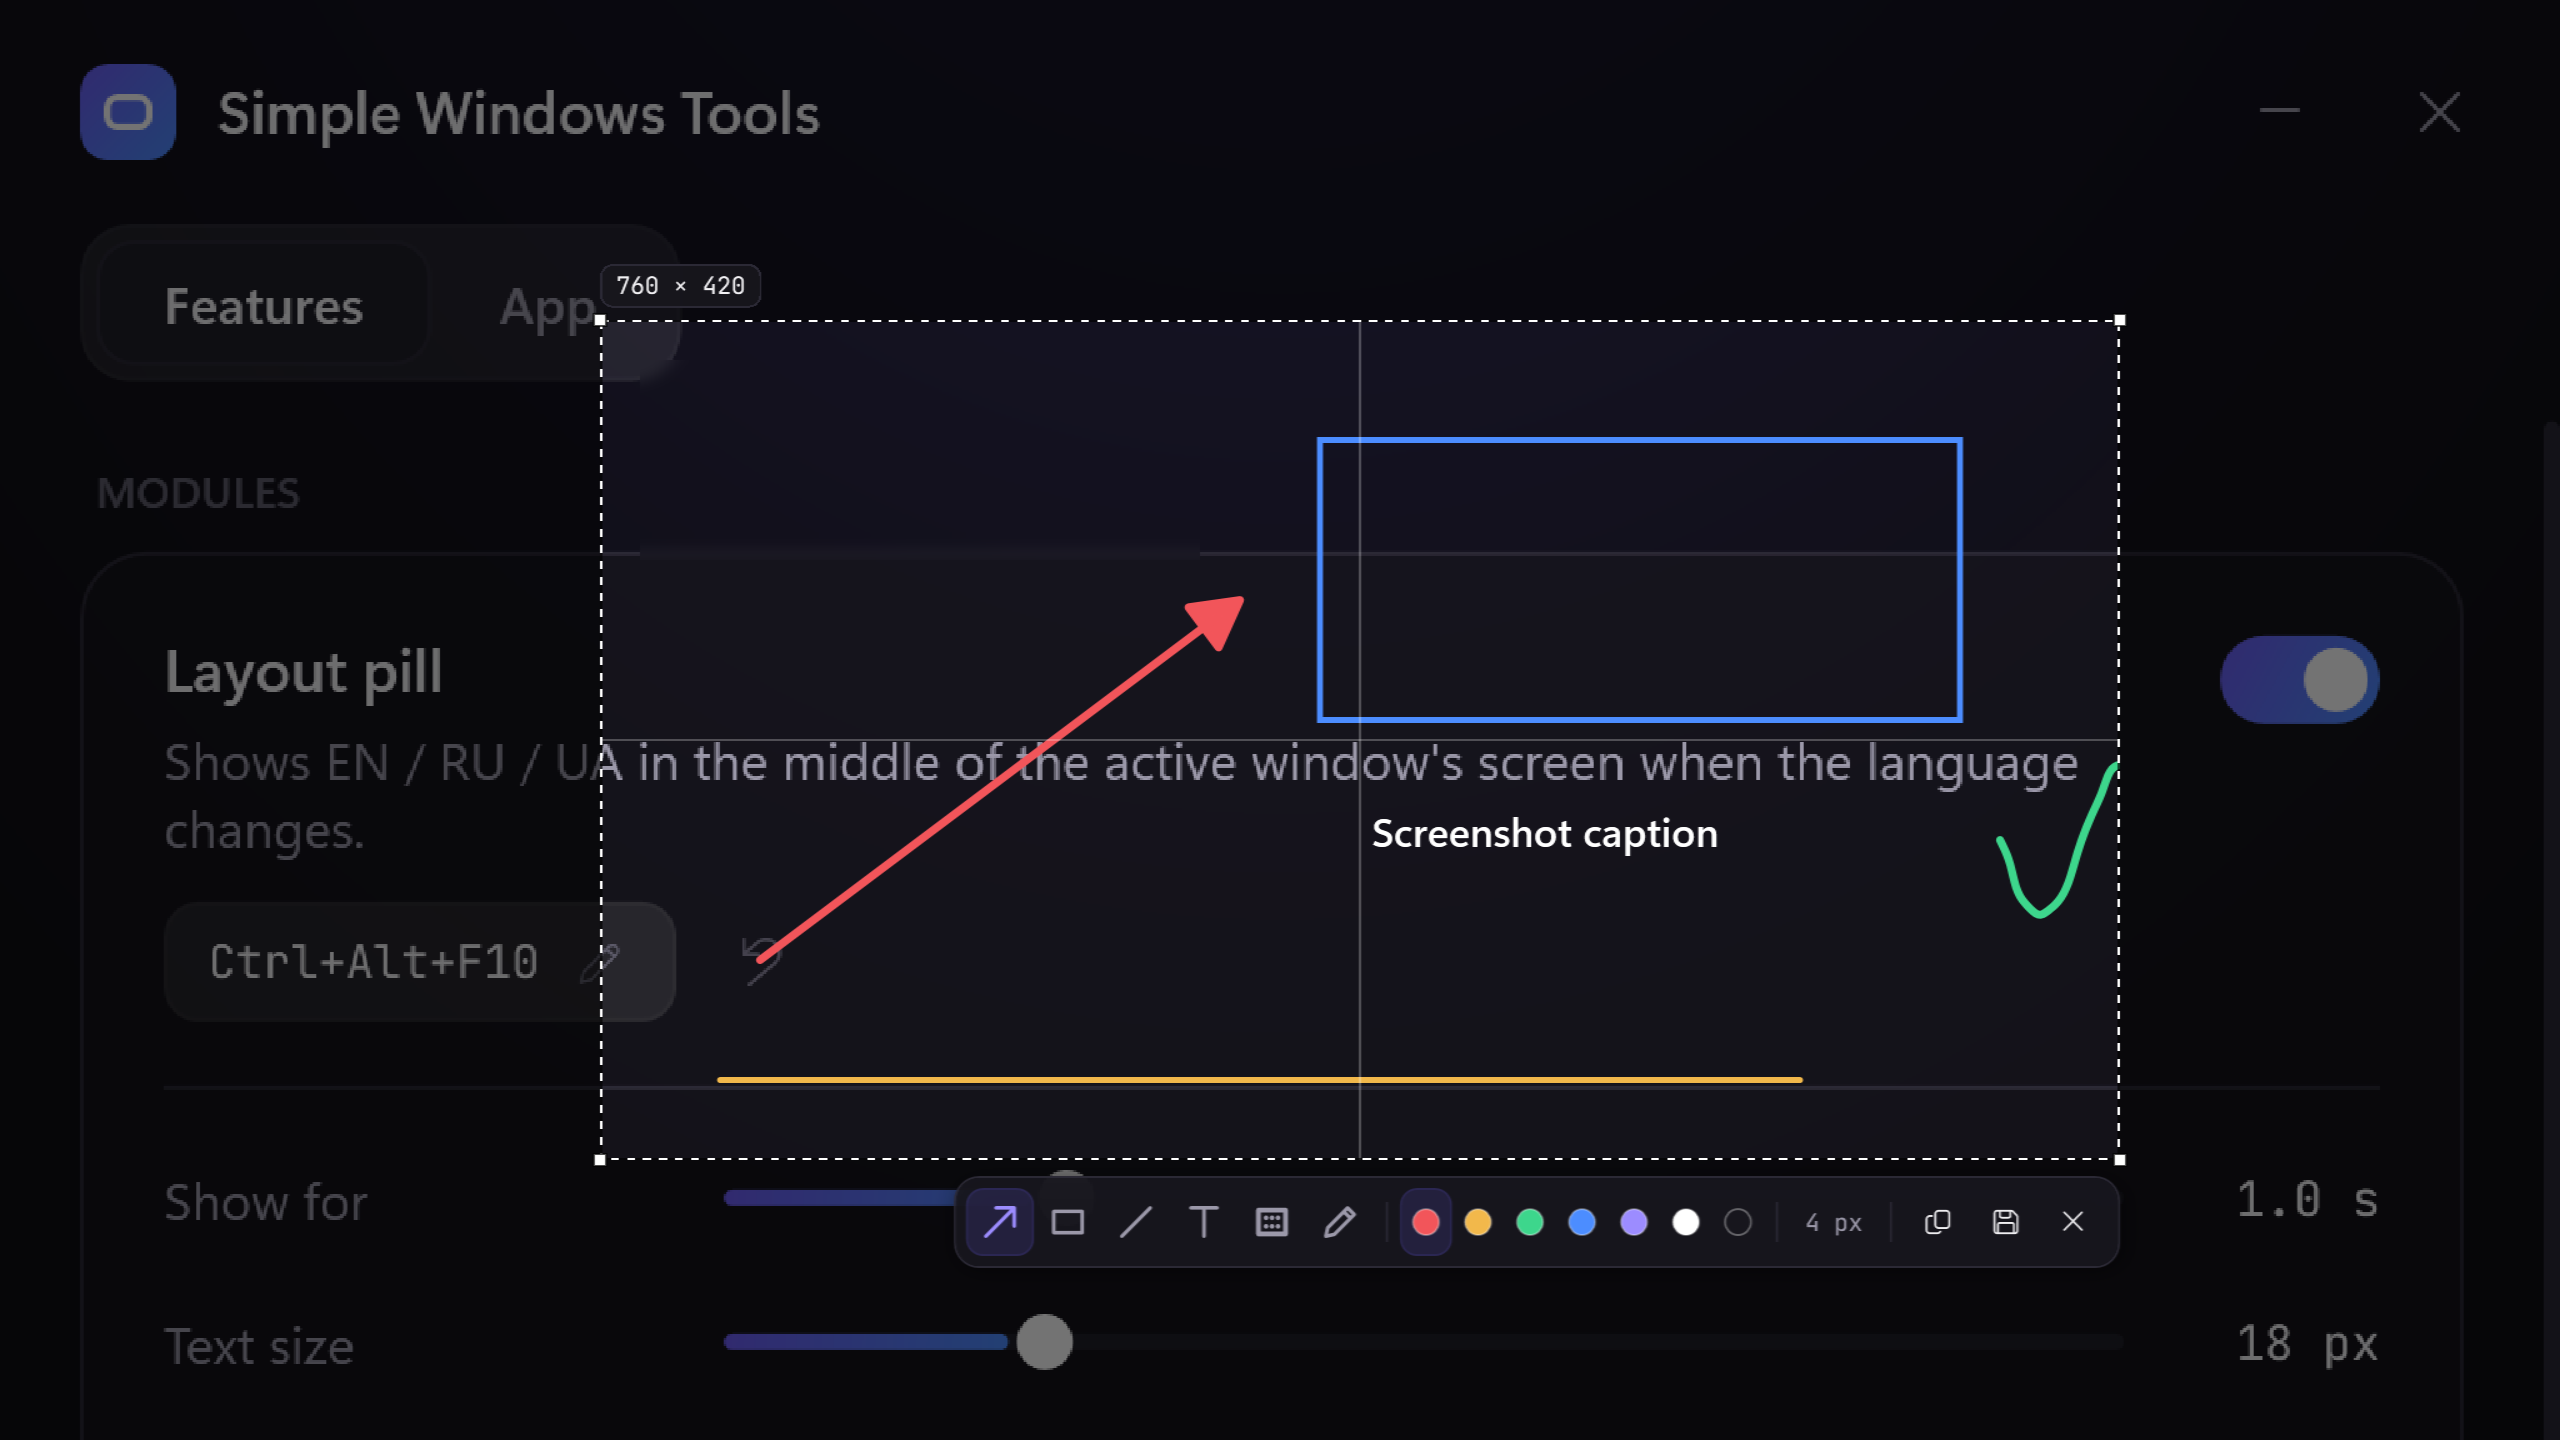 Simple Windows Tools
Features App
760 × 420
MODULES
Layout pill
Shows EN / RU / UA in the middle of the active window's screen when the language
changes.
Screenshot caption
Ctrl+Alt+F10
Show for 1.0 s
T 4 px
Text size 18 px